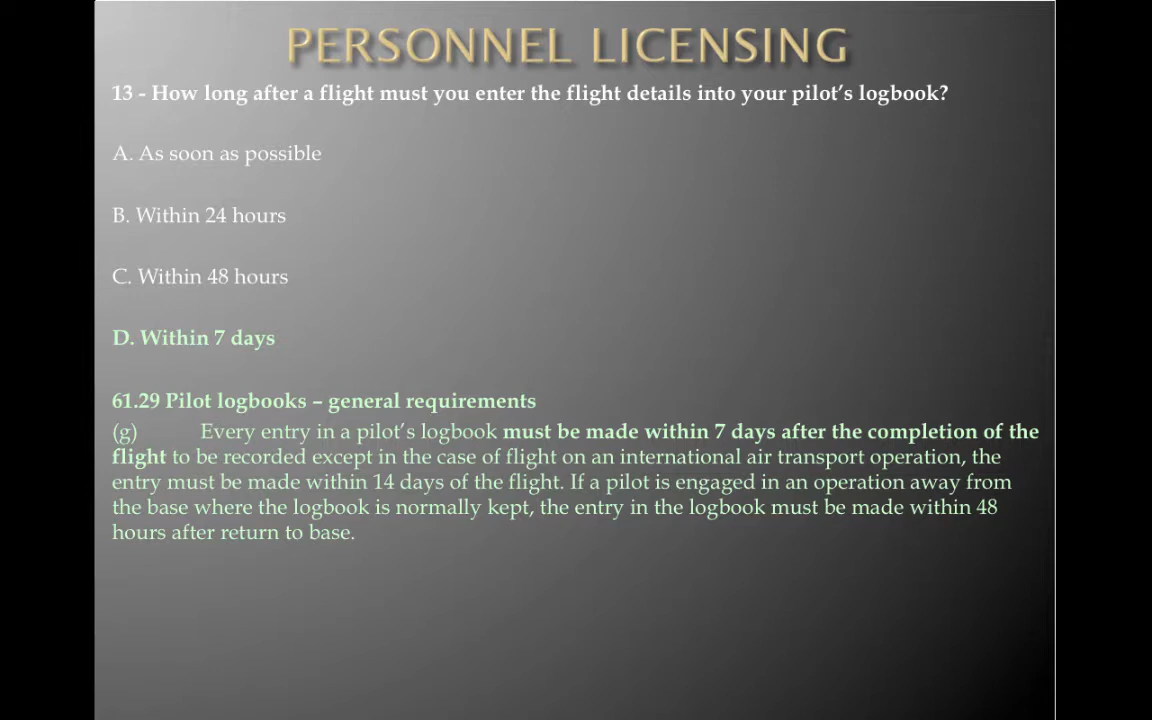 PERSONNEL LICENSING
13 - How long after a flight must you enter the flight details into your pilot’s logbook?
A. As soon as possible
B. Within 24 hours
C. Within 48 hours
D. Within 7 days
61.29 Pilot logbooks – general requirements
(g) Every entry in a pilot’s logbook must be made within 7 days after the completion of the
flight to be recorded except in the case of flight on an international air transport operation, the
entry must be made within 14 days of the flight. If a pilot is engaged in an operation away from
the base where the logbook is normally kept, the entry in the logbook must be made within 48
hours after return to base.